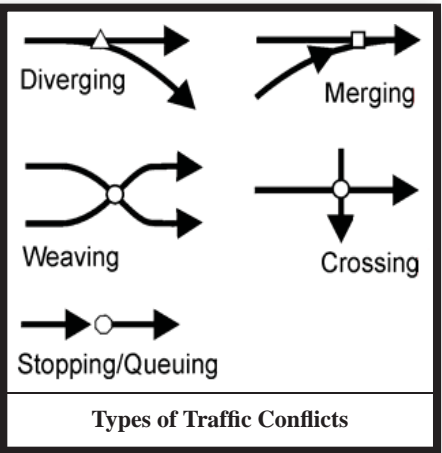 Diverging
Merging
Weaving
Crossing
Stopping/Queuing
Types of Traffic Conflicts